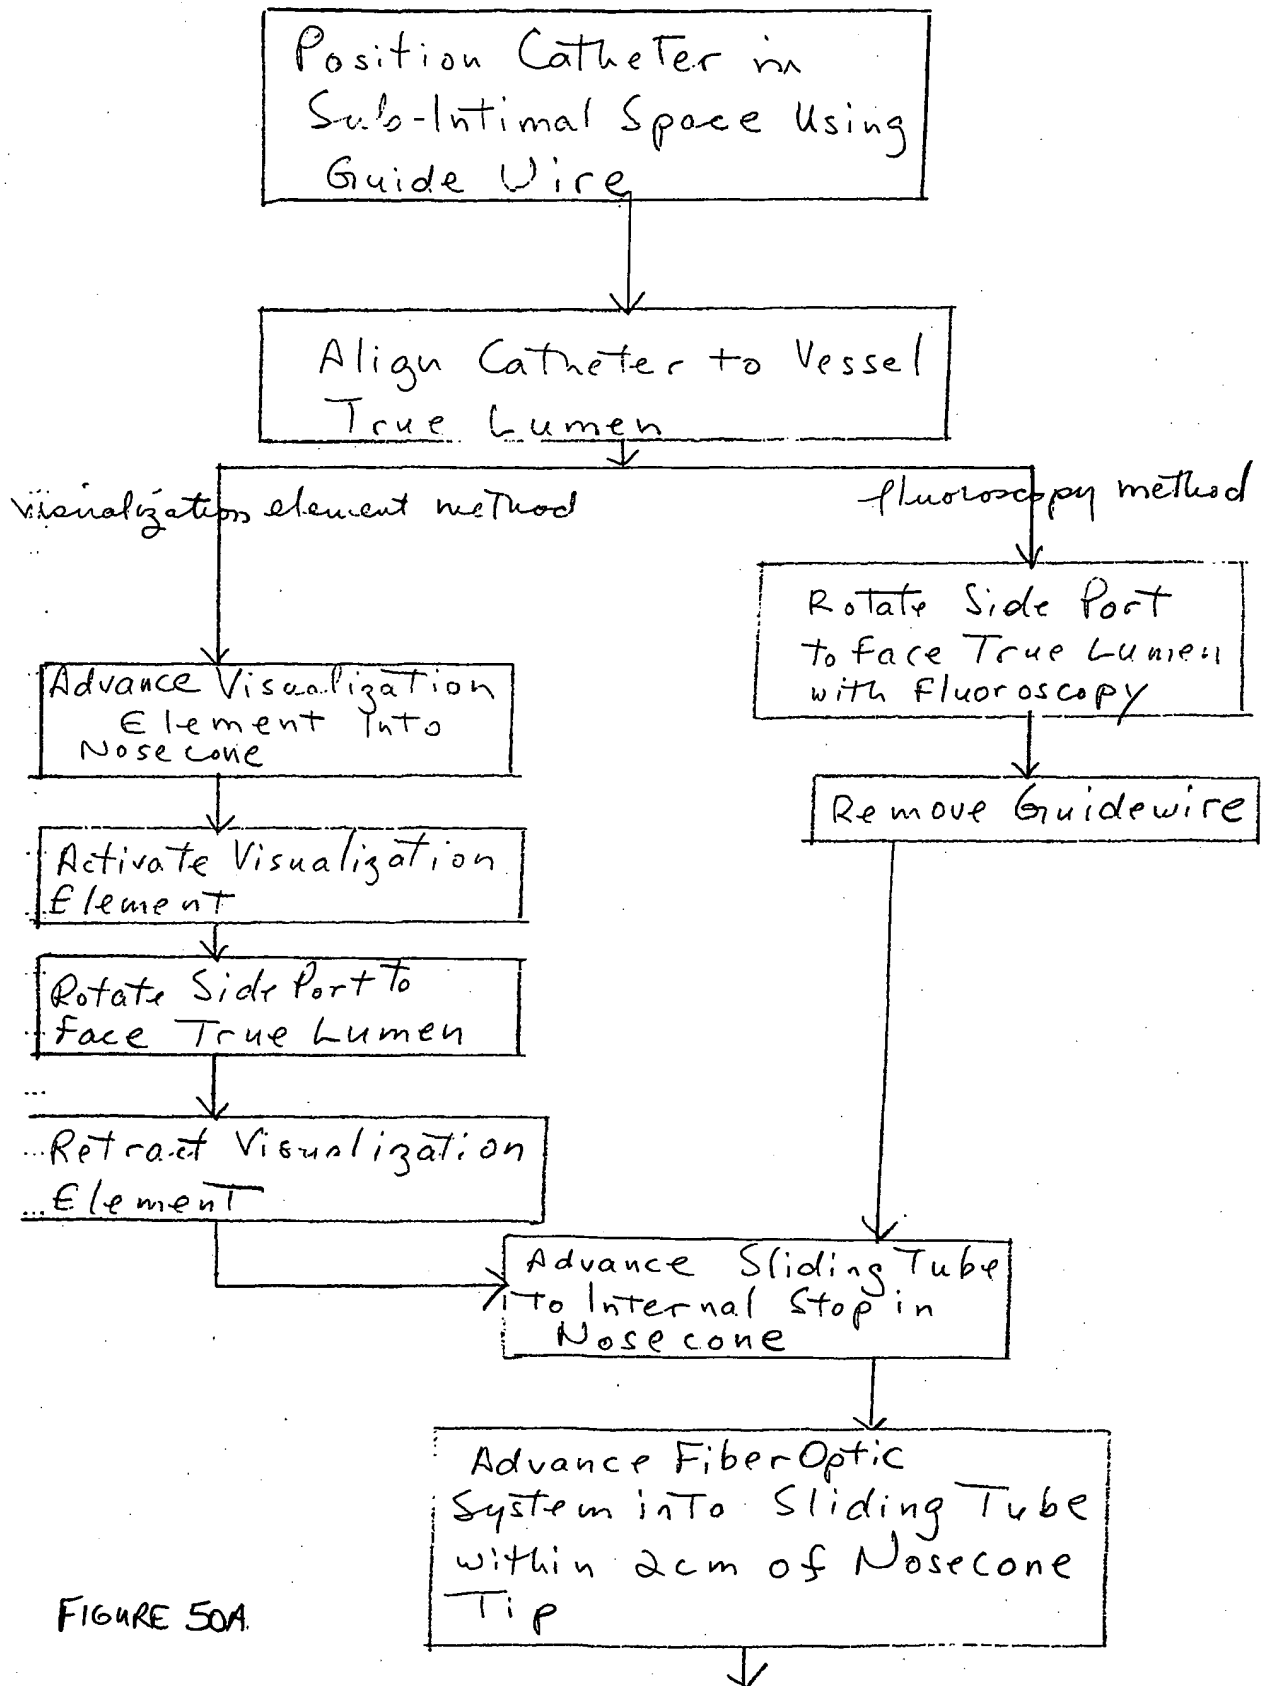 Position Catheter in
Sub-Intimal Space Using
Guide Wire
Align Catheter to Vessel
True Lumen
visualization element method
fluoroscopy method
Rotate Side Port
to Face True Lumen
with Fluoroscopy
Remove Guidewire
Advance Visualization
Element Into
Nosecone
Activate Visualization
Element
Rotate Side Port to
Face True Lumen
Retract Visualization
Element
Advance Sliding Tube
to Internal Stop in
Nosecone
Advance Fiber Optic
System into Sliding Tube
within 2cm of Nosecone
Tip
FIGURE 50A